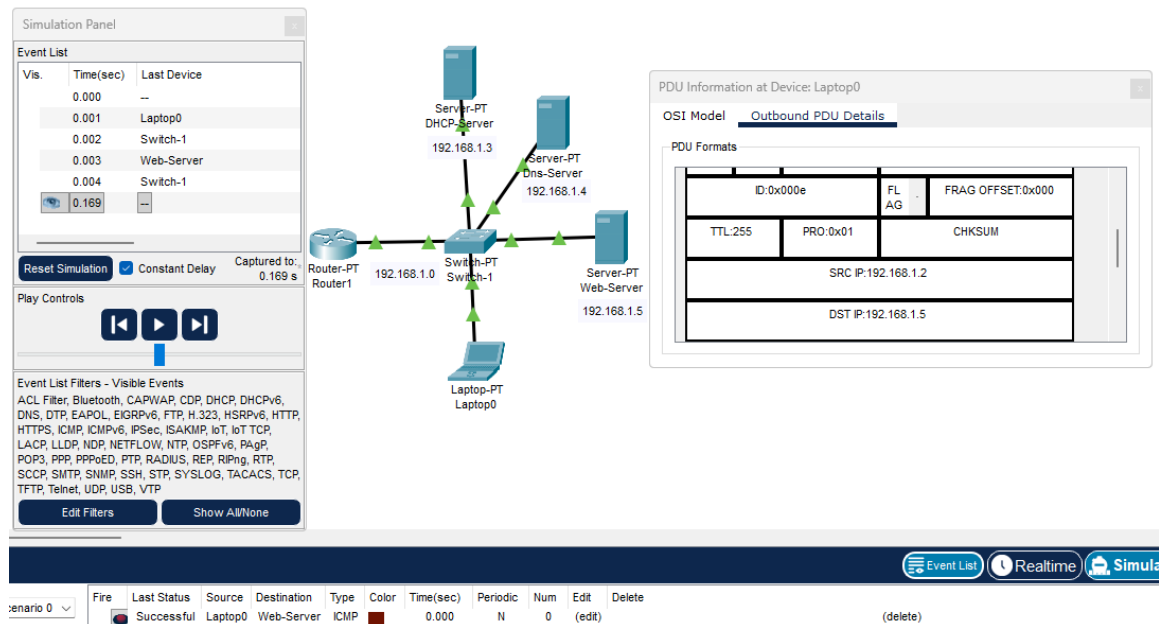 Simulation Panel
Event List
Vis. Time(sec) Last Device
0.000 --
0.001 Laptop0
0.002 Switch-1
0.003 Web-Server
0.004 Switch-1
0.169 --
Reset Simulation Constant Delay Captured to:
0.169 s
Play Controls
Event List Filters - Visible Events
ACL Filter, Bluetooth, CAPWAP, CDP, DHCP, DHCPv6,
DNS, DTP, EAPOL, EIGRPv6, FTP, H.323, HSRPv6, HTTP,
HTTPS, ICMP, ICMPv6, IPSec, ISAKMP, IoT, IoT TCP,
LACP, LLDP, NDP, NETFLOW, NTP, OSPFv6, PAgP,
POP3, PPP, PPPoED, PTP, RADIUS, REP, RIPng, RTP,
SCCP, SMTP, SNMP, SSH, STP, SYSLOG, TACACS, TCP,
TFTP, Telnet, UDP, USB, VTP
Edit Filters Show All/None
Server-PT
DHCP-Server
192.168.1.3
Server-PT
Dns-Server
192.168.1.4
Router-PT
Router1
192.168.1.0
Switch-PT
Switch-1
Server-PT
Web-Server
192.168.1.5
Laptop-PT
Laptop0
PDU Information at Device: Laptop0
OSI Model Outbound PDU Details
PDU Formats
ID:0x000e FL
AG FRAG OFFSET:0x000
TTL:255 PRO:0x01 CHKSUM
SRC IP:192.168.1.2
DST IP:192.168.1.5
Event List Realtime Simula
cenario 0
Fire Last Status Source Destination Type Color Time(sec) Periodic Num Edit Delete
Successful Laptop0 Web-Server ICMP 0.000 N 0 (edit) (delete)